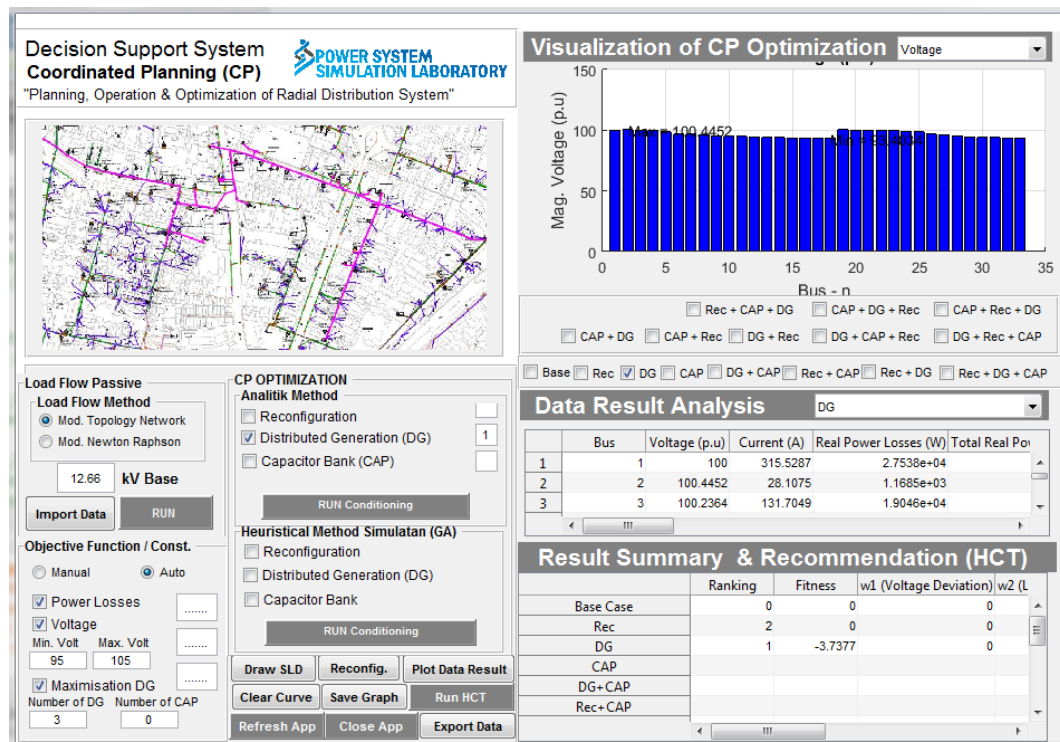 Decision Support System
Coordinated Planning (CP)
POWER SYSTEM
SIMULATION LABORATORY
"Planning, Operation & Optimization of Radial Distribution System"
Load Flow Passive
Load Flow Method
Mod. Topology Network
Mod. Newton Raphson
12.66 kV Base
Import Data RUN
Objective Function / Const.
Manual Auto
Power Losses .......
Voltage
Min. Volt Max. Volt .......
95 105
Maximisation DG .......
Number of DG Number of CAP
3 0
CP OPTIMIZATION
Analitik Method
Reconfiguration
Distributed Generation (DG) 1
Capacitor Bank (CAP)
RUN Conditioning
Heuristical Method Simulatan (GA)
Reconfiguration
Distributed Generation (DG)
Capacitor Bank
RUN Conditioning
Draw SLD Reconfig. Plot Data Result
Clear Curve Save Graph Run HCT
Refresh App Close App Export Data
Visualization of CP Optimization Voltage
150
100
50
0
Mag. Voltage (p.u)
Max = 100.4452
Min = 93.4034
0 5 10 15 20 25 30 35
Bus - n
Rec + CAP + DG CAP + DG + Rec CAP + Rec + DG
CAP + DG CAP + Rec DG + Rec DG + CAP + Rec DG + Rec + CAP
Base Rec DG CAP DG + CAP Rec + CAP Rec + DG Rec + DG + CAP
Data Result Analysis DG
Bus Voltage (p.u) Current (A) Real Power Losses (W) Total Real Po
1 1 100 315.5287 2.7538e+04
2 2 100.4452 28.1075 1.1685e+03
3 3 100.2364 131.7049 1.9046e+04
Result Summary & Recommendation (HCT)
Ranking Fitness w1 (Voltage Deviation) w2 (L
Base Case 0 0 0
Rec 2 0 0
DG 1 -3.7377 0
CAP
DG+CAP
Rec+CAP